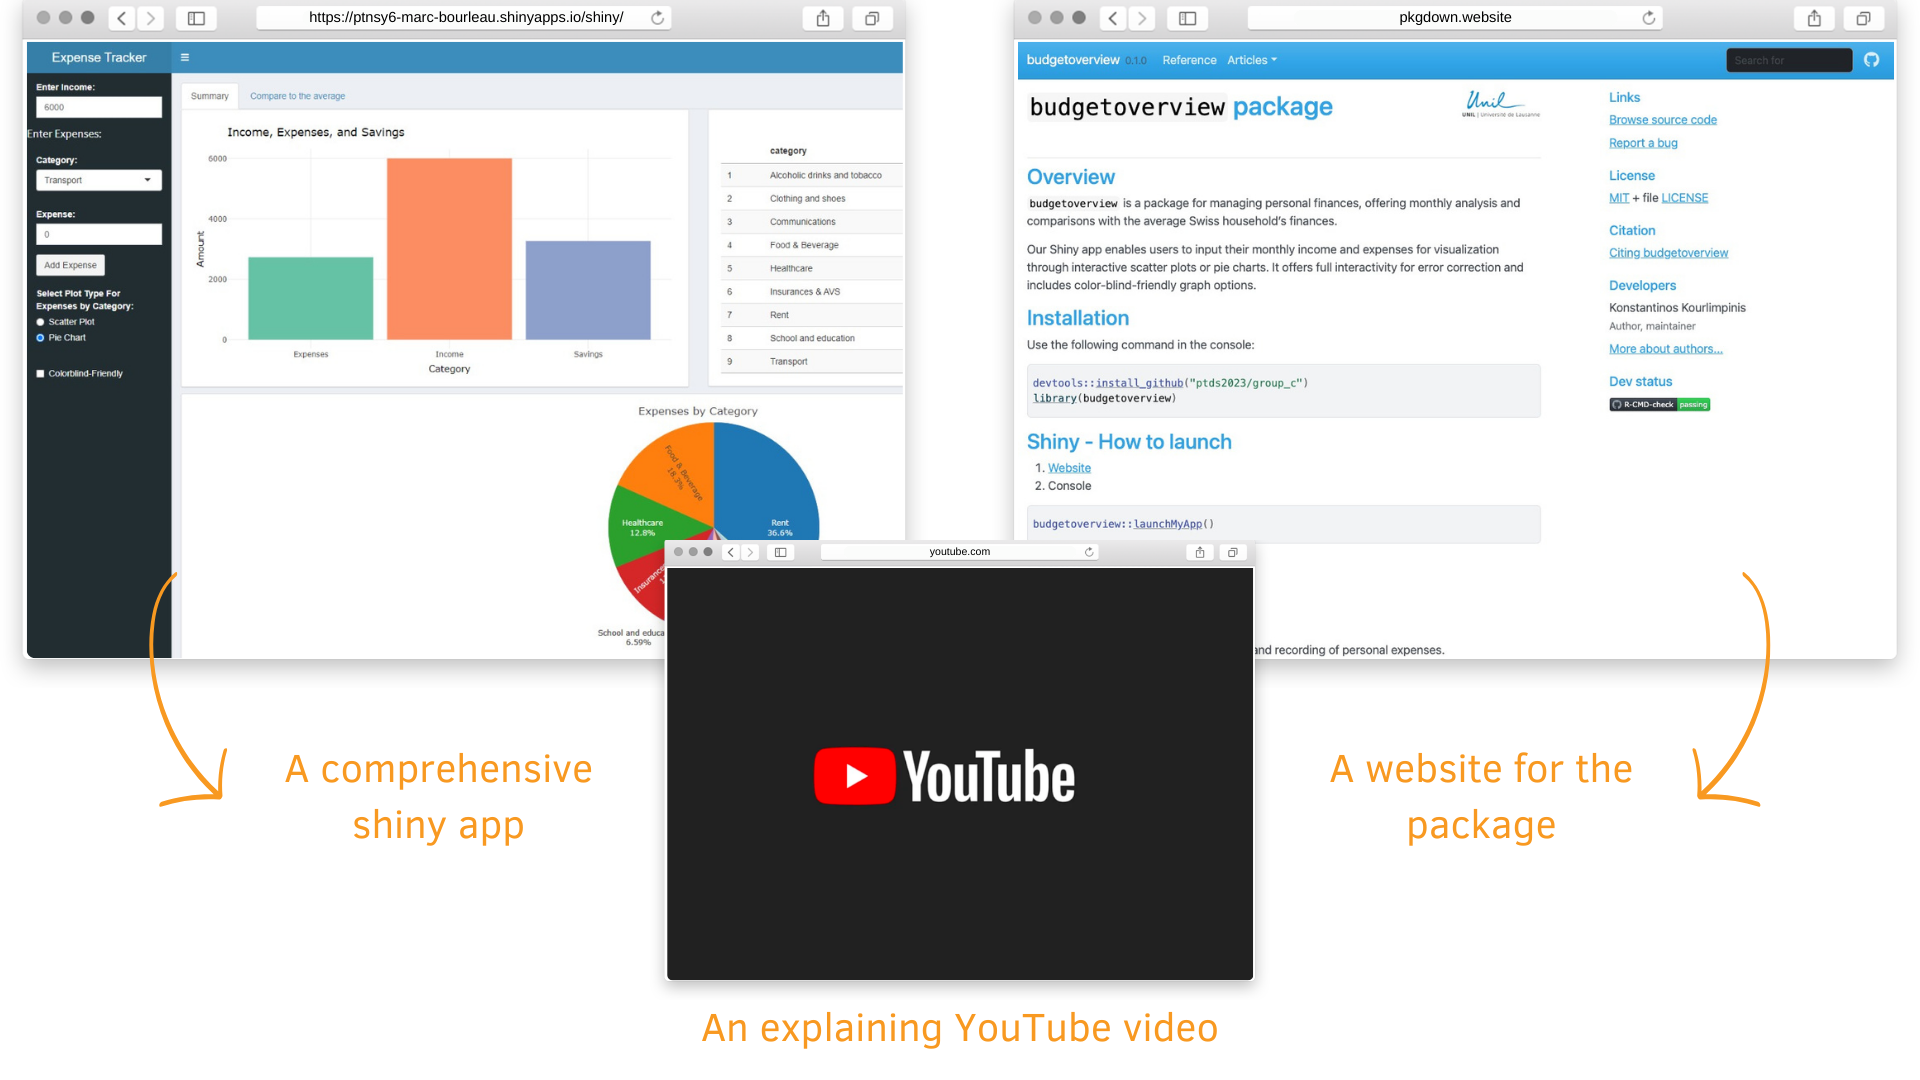 https://ptnsy6-marc-bourleau.shinyapps.io/shiny/
Expense Tracker
Enter Income:
6000
Enter Expenses:
Category:
Transport
Expense:
0
Add Expense
Select Plot Type For
Expenses by Category:
Scatter Plot
Pie Chart
Colorblind-Friendly
Summary
Compare to the average
Income, Expenses, and Savings
6000
4000
2000
0
Amount
Expenses
Income
Savings
Category
category
1 Alcoholic drinks and tobacco
2 Clothing and shoes
3 Communications
4 Food & Beverage
5 Healthcare
6 Insurances & AVS
7 Rent
8 School and education
9 Transport
Expenses by Category
Food & Beverage
18.3%
Healthcare
12.8%
Rent
36.6%
School and educa
6.59%
pkgdown.website
budgetoverview 0.1.0 Reference Articles
Search for
budgetoverview package
Unil
UNIL | Université de Lausanne
Overview
budgetoverview is a package for managing personal finances, offering monthly analysis and
comparisons with the average Swiss household's finances.
Our Shiny app enables users to input their monthly income and expenses for visualization
through interactive scatter plots or pie charts. It offers full interactivity for error correction and
includes color-blind-friendly graph options.
Installation
Use the following command in the console:
devtools::install_github("ptds2023/group_c")
library(budgetoverview)
Shiny - How to launch
1. Website
2. Console
budgetoverview::launchMyApp()
and recording of personal expenses.
Links
Browse source code
Report a bug
License
MIT + file LICENSE
Citation
Citing budgetoverview
Developers
Konstantinos Kourlimpinis
Author, maintainer
More about authors...
Dev status
R-CMD-check passing
youtube.com
YouTube
A comprehensive
shiny app
A website for the
package
An explaining YouTube video